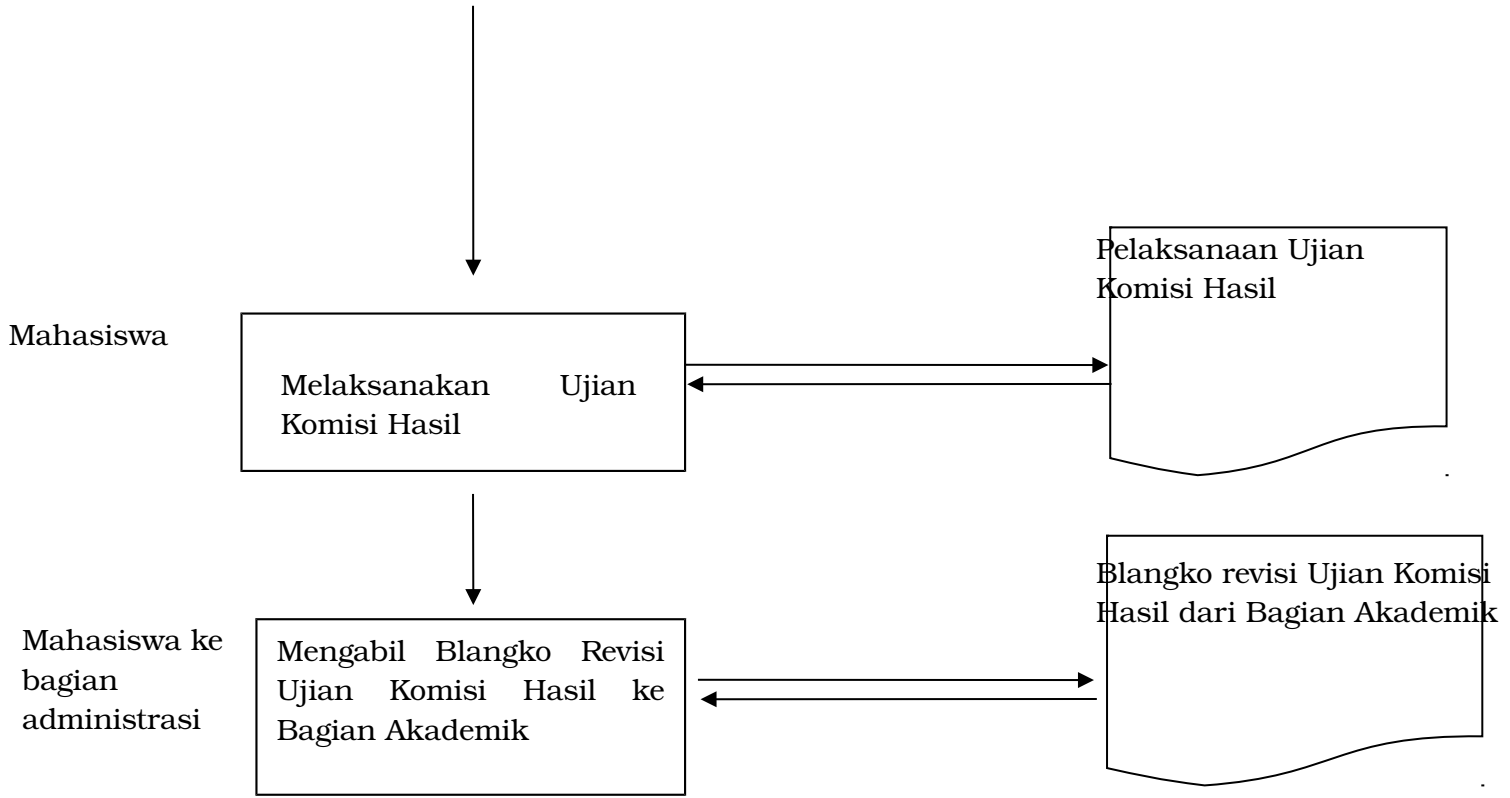 Pelaksanaan Ujian
Komisi Hasil
Mahasiswa
Melaksanakan Ujian
Komisi Hasil
Blangko revisi Ujian Komisi
Hasil dari Bagian Akademik
Mahasiswa ke
bagian
administrasi
Mengabil Blangko Revisi
Ujian Komisi Hasil ke
Bagian Akademik